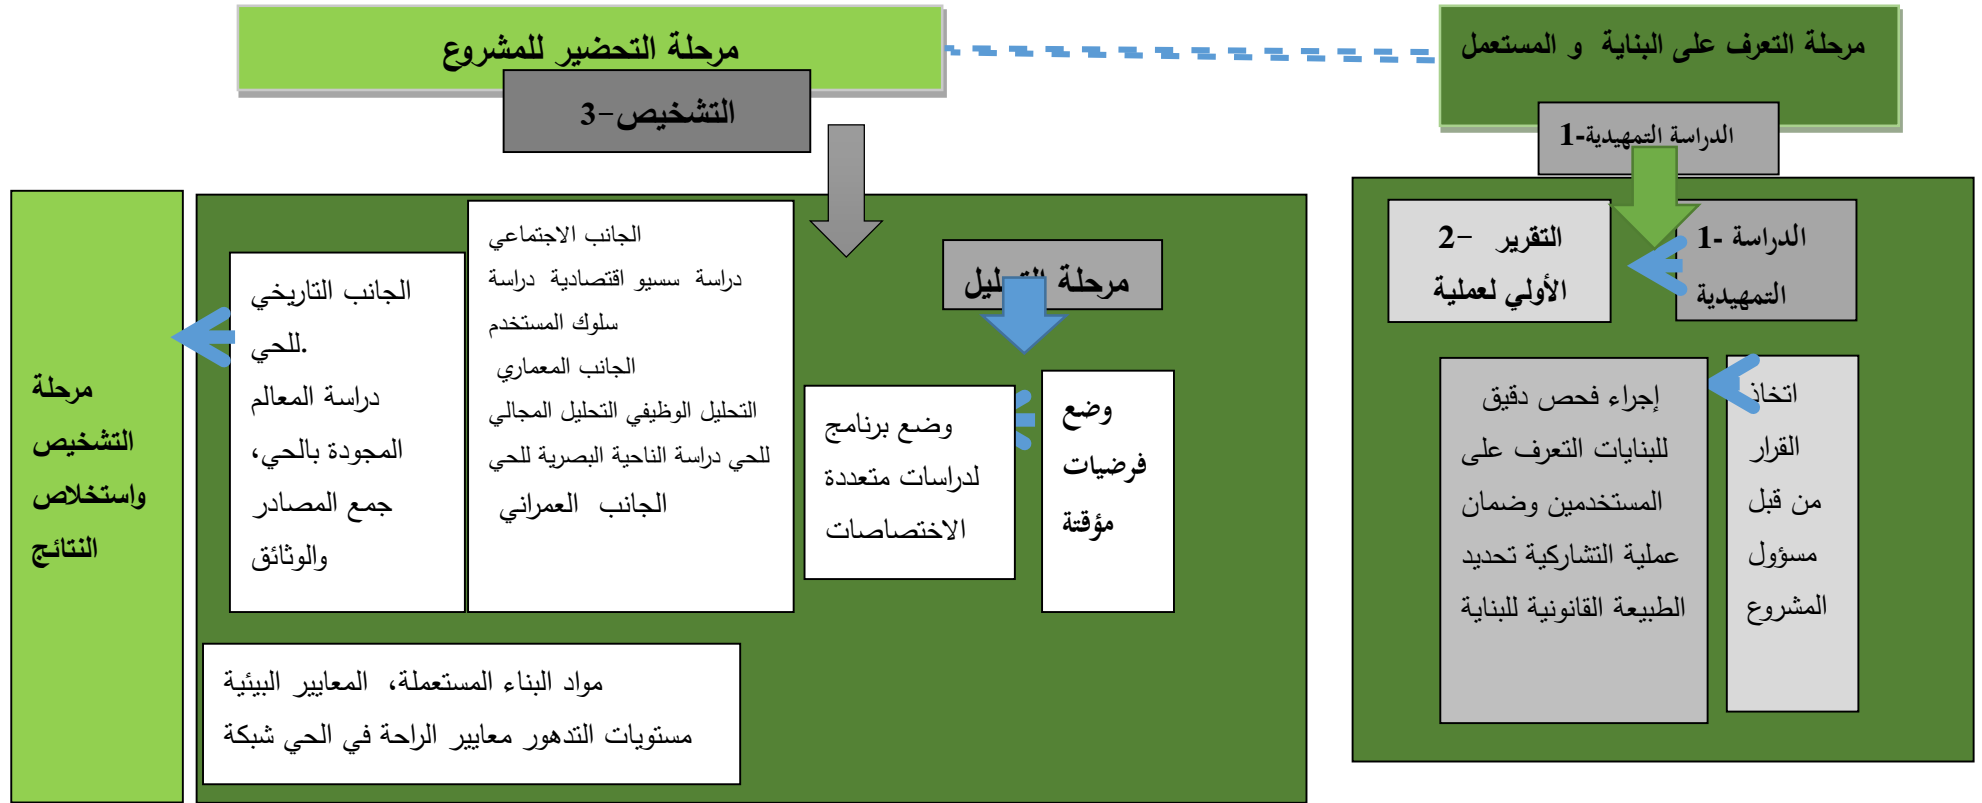 مرحلة التعرف على البناية و المستعمل
1-الدراسة التمهيدية
1- الدراسة
التمهيدية
2- التقرير
الأولي لعملية
اتخاذ
القرار
من قبل
مسؤول
المشروع
إجراء فحص دقيق
للبنايات التعرف على
المستخدمين وضمان
عملية التشاركية تحديد
الطبيعة القانونية للبناية
مرحلة التحضير للمشروع
3-التشخيص
مرحلة
وضع
فرضيات
مؤقتة
وضع برنامج
لدراسات متعددة
الاختصاصات
الجانب الاجتماعي
دراسة سسيو اقتصادية دراسة
سلوك المستخدم
الجانب المعماري
التحليل الوظيفي التحليل المجالي
للحي دراسة الناحية البصرية للحي
الجانب العمراني
الجانب التاريخي
للحي.
دراسة المعالم
المجودة بالحي،
جمع المصادر
والوثائق
مواد البناء المستعملة، المعايير البيئية
مستويات التدهور معايير الراحة في الحي شبكة
مرحلة
التشخيص
واستخلاص
النتائج